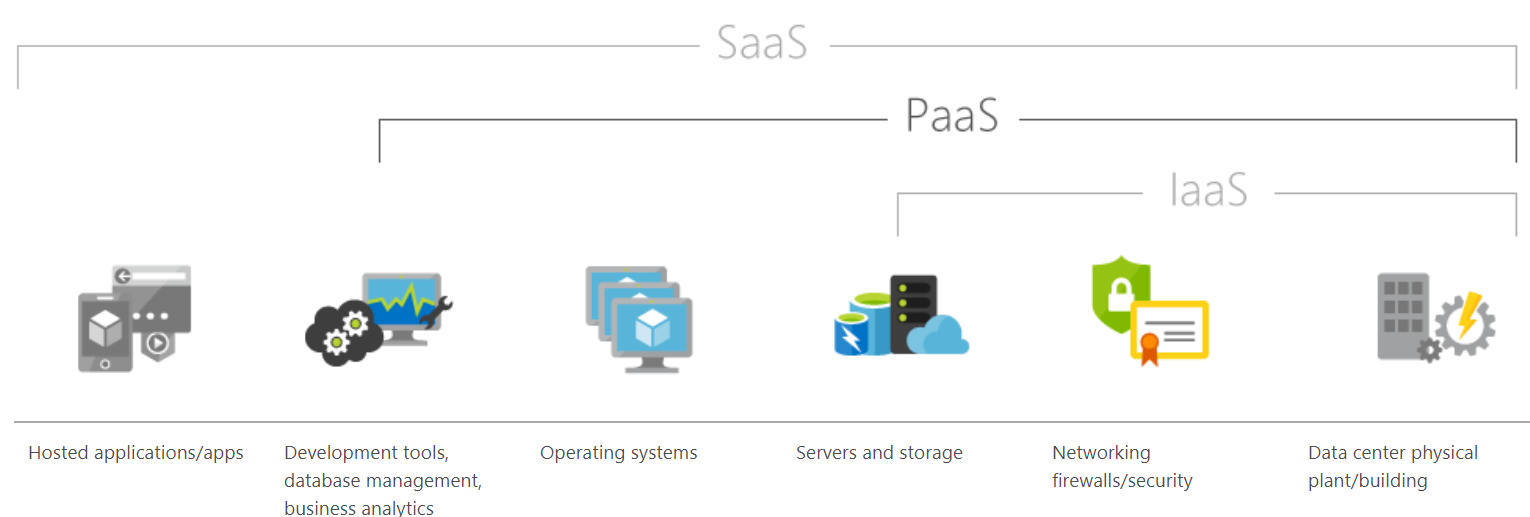 SaaS
PaaS
IaaS
Hosted applications/apps
Development tools,
database management,
business analytics
Operating systems
Servers and storage
Networking
firewalls/security
Data center physical
plant/building